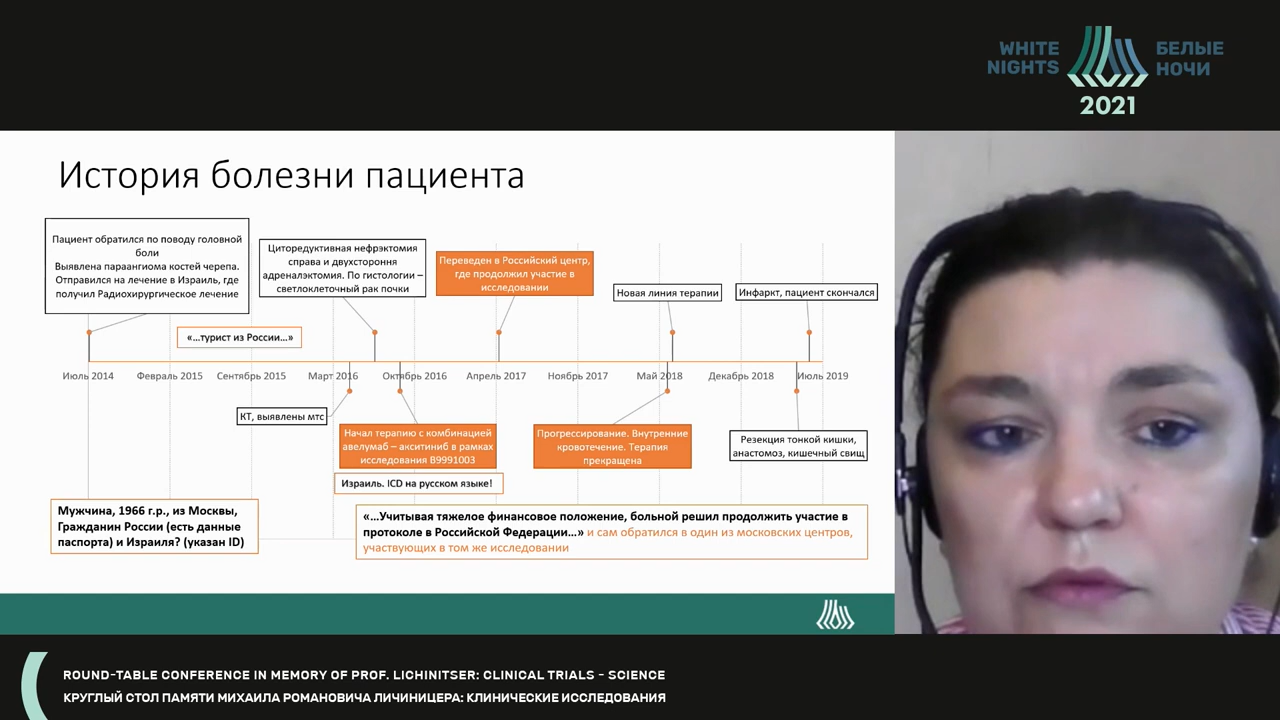 WHITE
NIGHTS
БЕЛЫЕ
НОЧИ
2021
История болезни пациента
Пациент обратился по поводу головной
боли
Выявлена параангиома костей черепа.
Отправился на лечение в Израиль, где
получил Радиохирургическое лечение
Циторедуктивная нефрэктомия
справа и двухстороння
адреналэктомия. По гистологии –
светлоклеточный рак почки
Переведен в Российский центр,
где продолжил участие в
исследовании
Новая линия терапии
Инфаркт, пациент скончался
«…турист из России…»
Июль 2014
Февраль 2015
Сентябрь 2015
Март 2016
Октябрь 2016
Апрель 2017
Ноябрь 2017
Май 2018
Декабрь 2018
Июль 2019
КТ, выявлены мтс
Начал терапию с комбинацией
авелумаб – акситиниб в рамках
исследования B9991003
Израиль. ICD на русском языке!
Прогрессирование. Внутренние
кровотечение. Терапия
прекращена
Резекция тонкой кишки,
анастомоз, кишечный свищ
Мужчина, 1966 г.р., из Москвы,
Гражданин России (есть данные
паспорта) и Израиля? (указан ID)
«…Учитывая тяжелое финансовое положение, больной решил продолжить участие в
протоколе в Российской Федерации…» и сам обратился в один из московских центров,
участвующих в том же исследовании
ROUND-TABLE CONFERENCE IN MEMORY OF PROF. LICHINITSER: CLINICAL TRIALS - SCIENCE
КРУГЛЫЙ СТОЛ ПАМЯТИ МИХАИЛА РОМАНОВИЧА ЛИЧИНИЦЕРА: КЛИНИЧЕСКИЕ ИССЛЕДОВАНИЯ